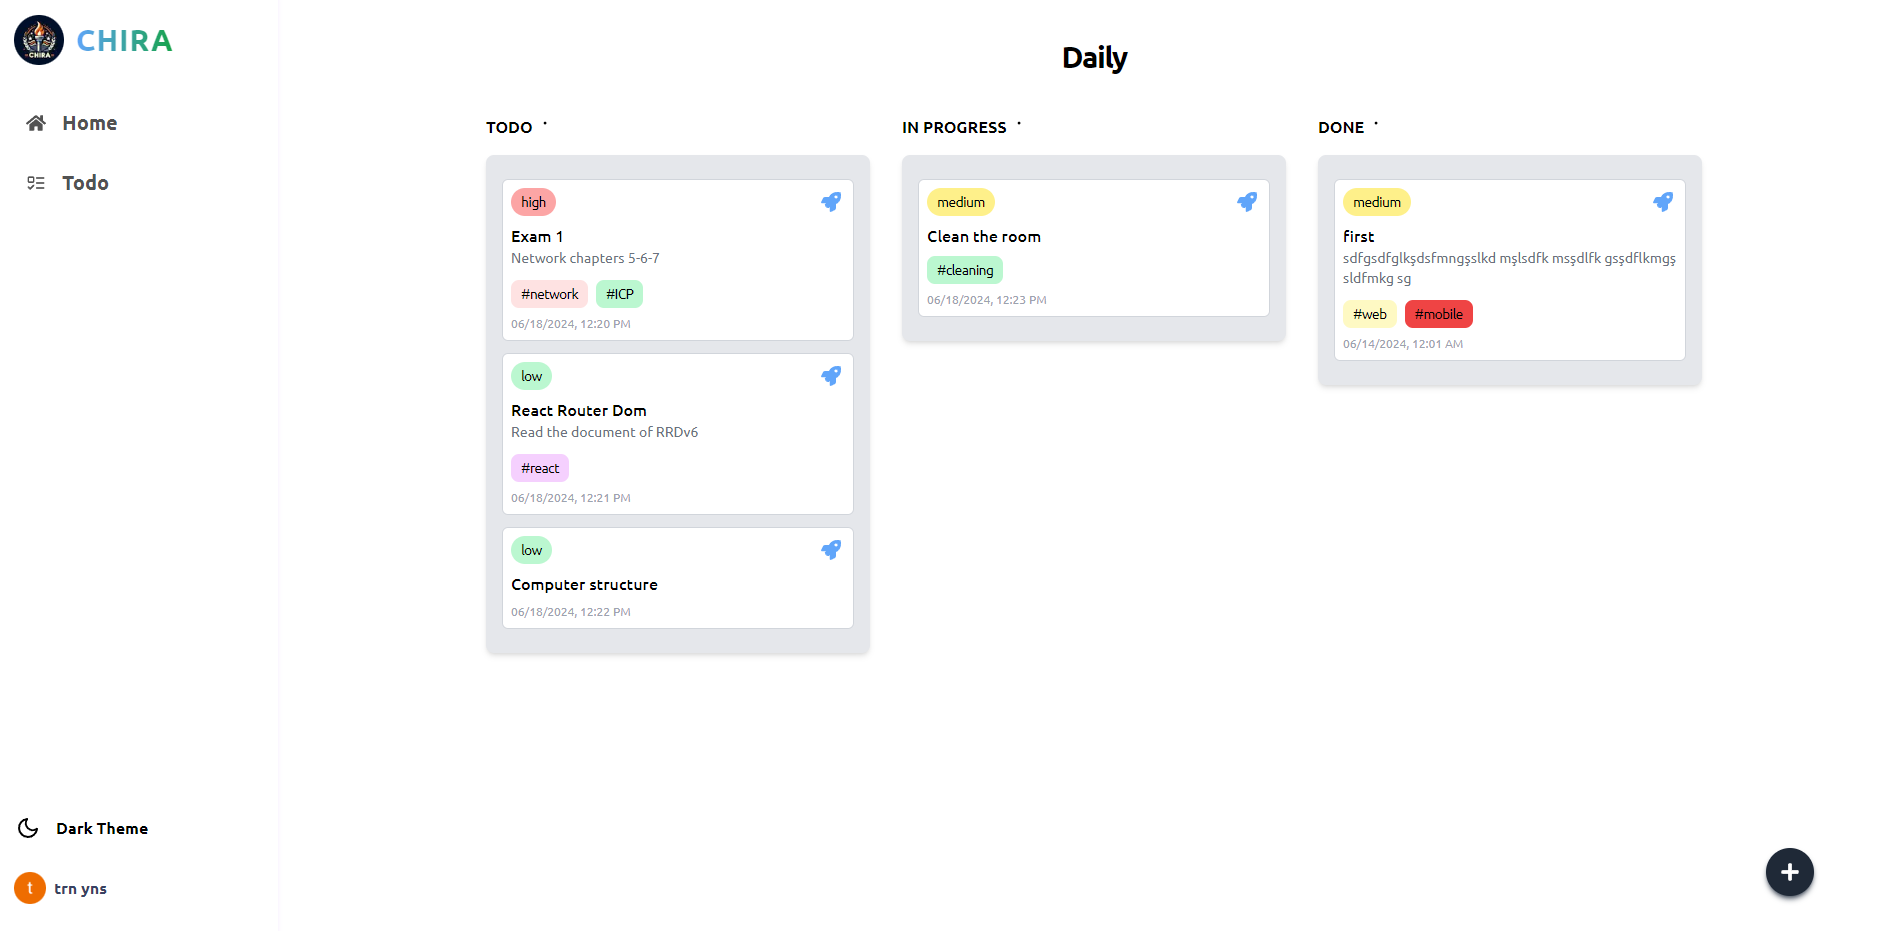 CHIRA
CHIRA
Home
Todo
Dark Theme
t
trn yns
Daily
TODO
high
Exam 1
Network chapters 5-6-7
#network #ICP
06/18/2024, 12:20 PM
low
React Router Dom
Read the document of RRDv6
#react
06/18/2024, 12:21 PM
low
Computer structure
06/18/2024, 12:22 PM
IN PROGRESS
medium
Clean the room
#cleaning
06/18/2024, 12:23 PM
DONE
medium
first
sdfgsdfglkşdsfmngşslkd mşlsdfk msşdlfk gsşdflkmgş
sldfmkg sg
#web #mobile
06/14/2024, 12:01 AM